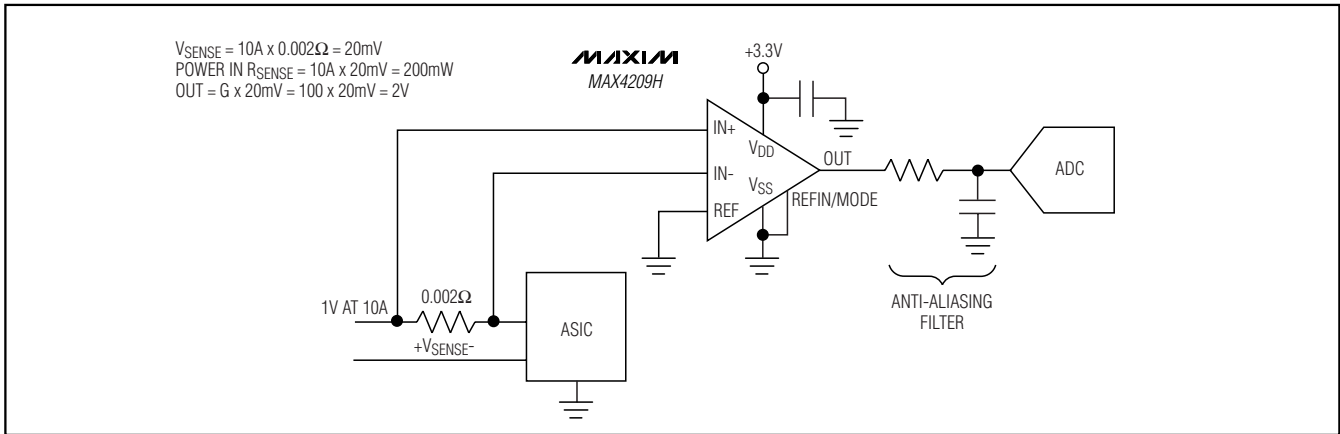 VSENSE = 10A x 0.002Ω = 20mV
POWER IN RSENSE = 10A x 20mV = 200mW
OUT = G x 20mV = 100 x 20mV = 2V
MAXIM
MAX4209H
+3.3V
IN+
VDD
OUT
IN-
VSS
REFIN/MODE
REF
ADC
1V AT 10A
0.002Ω
+VSENSE-
ASIC
ANTI-ALIASING
FILTER